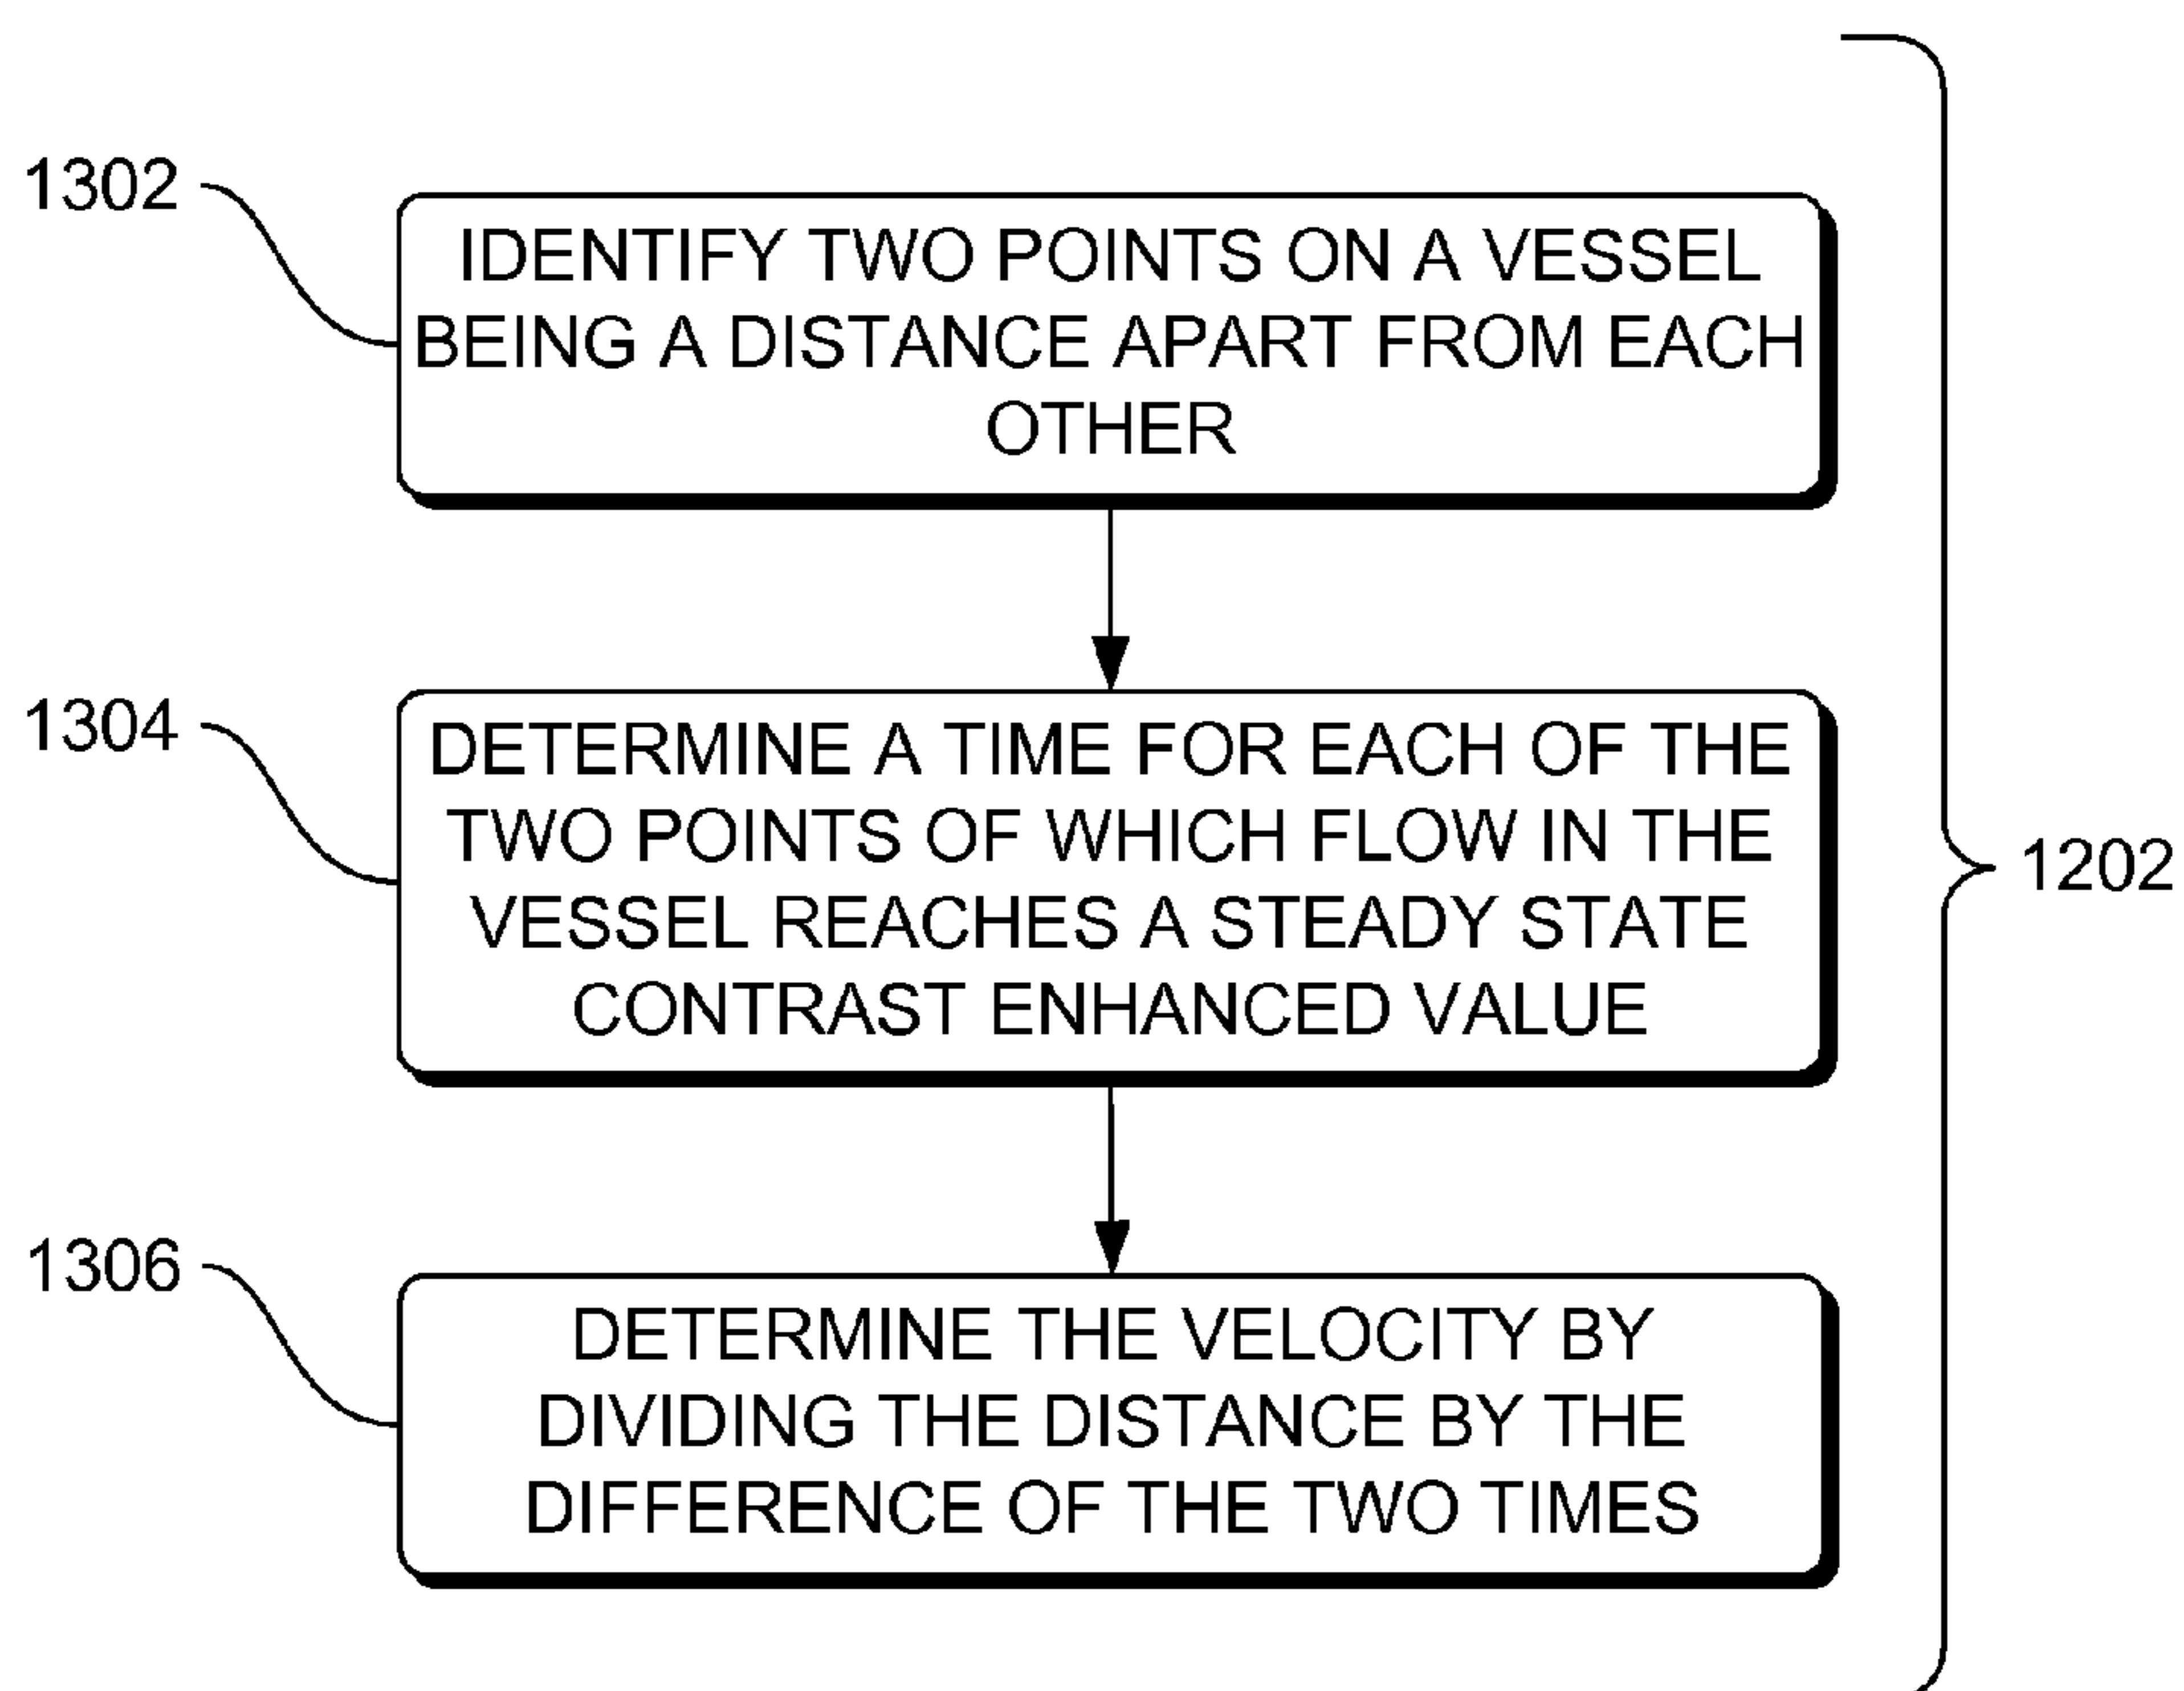 1302
IDENTIFY TWO POINTS ON A VESSEL
BEING A DISTANCE APART FROM EACH
OTHER
1304
DETERMINE A TIME FOR EACH OF THE
TWO POINTS OF WHICH FLOW IN THE
VESSEL REACHES A STEADY STATE
CONTRAST ENHANCED VALUE
1202
1306
DETERMINE THE VELOCITY BY
DIVIDING THE DISTANCE BY THE
DIFFERENCE OF THE TWO TIMES